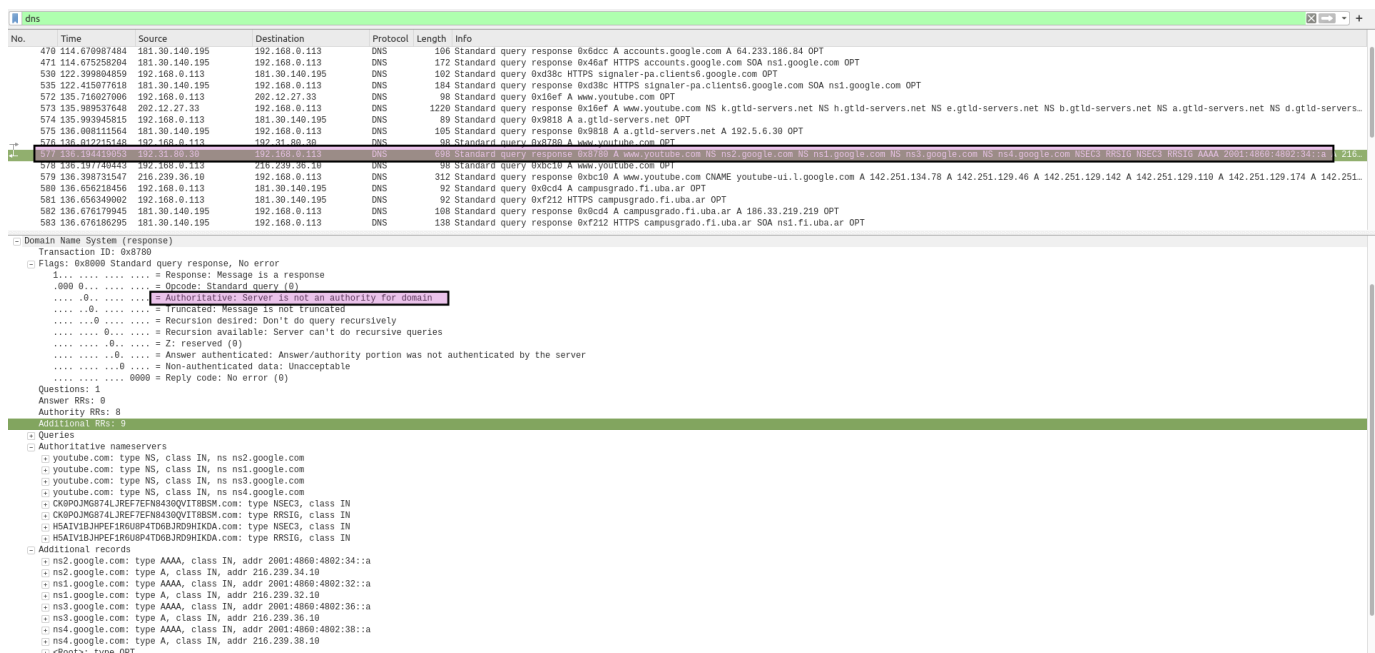 dns
No. Time Source Destination Protocol Length Info
470 114.670987484 181.30.140.195 192.168.0.113 DNS 106 Standard query response 0x6dcc A accounts.google.com A 64.233.186.84 OPT
471 114.675258204 181.30.140.195 192.168.0.113 DNS 172 Standard query response 0x46af HTTPS accounts.google.com SOA ns1.google.com OPT
530 122.399804859 192.168.0.113 181.30.140.195 DNS 102 Standard query 0xd38c HTTPS signaler-pa.clients6.google.com OPT
535 122.415077618 181.30.140.195 192.168.0.113 DNS 184 Standard query response 0xd38c HTTPS signaler-pa.clients6.google.com SOA ns1.google.com OPT
572 135.716027006 192.168.0.113 202.12.27.33 DNS 98 Standard query 0x16ef A www.youtube.com OPT
573 135.989537648 202.12.27.33 192.168.0.113 DNS 1220 Standard query response 0x16ef A www.youtube.com NS k.gtld-servers.net NS h.gtld-servers.net NS e.gtld-servers.net NS b.gtld-servers.net NS a.gtld-servers.net NS d.gtld-servers…
574 135.993945815 192.168.0.113 181.30.140.195 DNS 89 Standard query 0x9818 A a.gtld-servers.net OPT
575 136.008111564 181.30.140.195 192.168.0.113 DNS 105 Standard query response 0x9818 A a.gtld-servers.net A 192.5.6.30 OPT
576 136.012215148 192.168.0.113 192.31.80.30 DNS 98 Standard query 0x8780 A www.youtube.com OPT
577 136.194419053 192.31.80.30 192.168.0.113 DNS 698 Standard query response 0x8780 A www.youtube.com NS ns2.google.com NS ns1.google.com NS ns3.google.com NS ns4.google.com NSEC3 RRSIG NSEC3 RRSIG AAAA 2001:4860:4802:34::a A 216…
578 136.197740443 192.168.0.113 216.239.36.10 DNS 98 Standard query 0xbc10 A www.youtube.com OPT
579 136.398731547 216.239.36.10 192.168.0.113 DNS 312 Standard query response 0xbc10 A www.youtube.com CNAME youtube-ui.l.google.com A 142.251.134.78 A 142.251.129.46 A 142.251.129.142 A 142.251.129.110 A 142.251.129.174 A 142.251…
580 136.656218456 192.168.0.113 181.30.140.195 DNS 92 Standard query 0x0cd4 A campusgrado.fi.uba.ar OPT
581 136.656349002 192.168.0.113 181.30.140.195 DNS 92 Standard query 0xf212 HTTPS campusgrado.fi.uba.ar OPT
582 136.676179945 181.30.140.195 192.168.0.113 DNS 108 Standard query response 0x0cd4 A campusgrado.fi.uba.ar A 186.33.219.219 OPT
583 136.676186295 181.30.140.195 192.168.0.113 DNS 138 Standard query response 0xf212 HTTPS campusgrado.fi.uba.ar SOA ns1.fi.uba.ar OPT
Domain Name System (response)
Transaction ID: 0x8780
Flags: 0x8000 Standard query response, No error
1... .... .... .... = Response: Message is a response
.000 0... .... .... = Opcode: Standard query (0)
.... .0.. .... .... = Authoritative: Server is not an authority for domain
.... ..0. .... .... = Truncated: Message is not truncated
.... ...0 .... .... = Recursion desired: Don't do query recursively
.... .... 0... .... = Recursion available: Server can't do recursive queries
.... .... .0.. .... = Z: reserved (0)
.... .... ..0. .... = Answer authenticated: Answer/authority portion was not authenticated by the server
.... .... ...0 .... = Non-authenticated data: Unacceptable
.... .... .... 0000 = Reply code: No error (0)
Questions: 1
Answer RRs: 0
Authority RRs: 8
Additional RRs: 9
Queries
Authoritative nameservers
youtube.com: type NS, class IN, ns ns2.google.com
youtube.com: type NS, class IN, ns ns1.google.com
youtube.com: type NS, class IN, ns ns3.google.com
youtube.com: type NS, class IN, ns ns4.google.com
CK0POJMG874LJREF7EFN8430QVIT8BSM.com: type NSEC3, class IN
CK0POJMG874LJREF7EFN8430QVIT8BSM.com: type RRSIG, class IN
H5AIV1BJHPEF1R6U8P4TD6BJRD9HIKDA.com: type NSEC3, class IN
H5AIV1BJHPEF1R6U8P4TD6BJRD9HIKDA.com: type RRSIG, class IN
Additional records
ns2.google.com: type AAAA, class IN, addr 2001:4860:4802:34::a
ns2.google.com: type A, class IN, addr 216.239.34.10
ns1.google.com: type AAAA, class IN, addr 2001:4860:4802:32::a
ns1.google.com: type A, class IN, addr 216.239.32.10
ns3.google.com: type AAAA, class IN, addr 2001:4860:4802:36::a
ns3.google.com: type A, class IN, addr 216.239.36.10
ns4.google.com: type AAAA, class IN, addr 2001:4860:4802:38::a
ns4.google.com: type A, class IN, addr 216.239.38.10
<Root>: type OPT